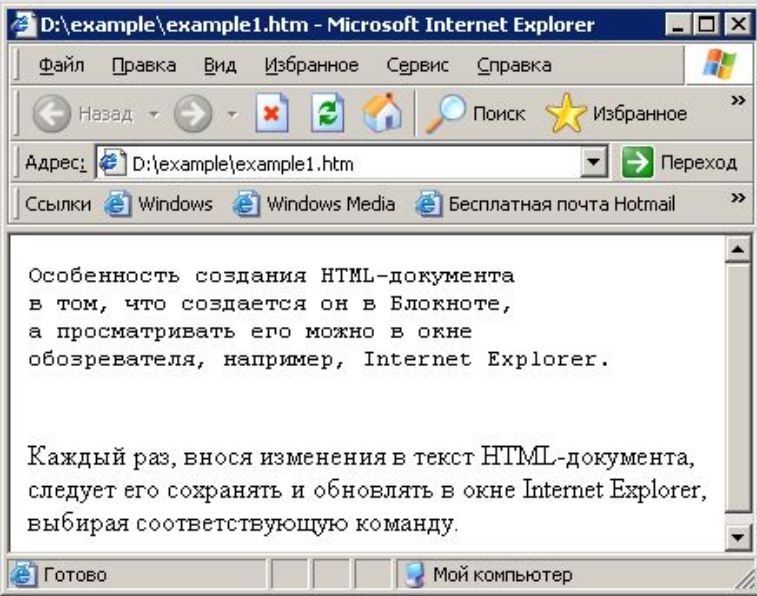 D:\example\example1.htm - Microsoft Internet Explorer
Файл Правка Вид Избранное Сервис Справка
Назад Поиск Избранное »
Адрес: D:\example\example1.htm Переход
Ссылки Windows Windows Media Бесплатная почта Hotmail »
Особенность создания HTML-документа
в том, что создается он в Блокноте,
а просматривать его можно в окне
обозревателя, например, Internet Explorer.
Каждый раз, внося изменения в текст HTML-документа,
следует его сохранять и обновлять в окне Internet Explorer,
выбирая соответствующую команду.
Готово Мой компьютер